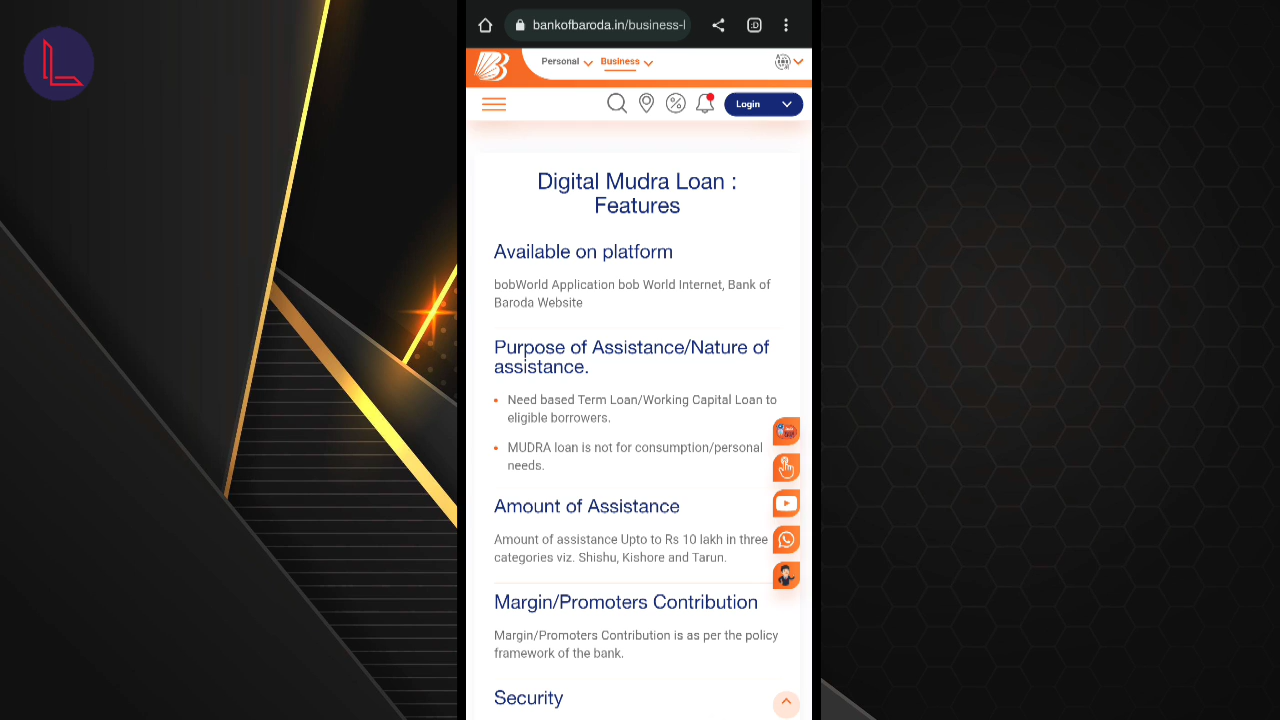 bankofbaroda.in/business-l
:D
Personal
Business
Login
Digital Mudra Loan :
Features
Available on platform
bobWorld Application bob World Internet, Bank of
Baroda Website
Purpose of Assistance/Nature of
assistance.
Need based Term Loan/Working Capital Loan to
eligible borrowers.
MUDRA loan is not for consumption/personal
needs.
Amount of Assistance
Amount of assistance Upto to Rs 10 lakh in three
categories viz. Shishu, Kishore and Tarun.
Margin/Promoters Contribution
Margin/Promoters Contribution is as per the policy
framework of the bank.
Security